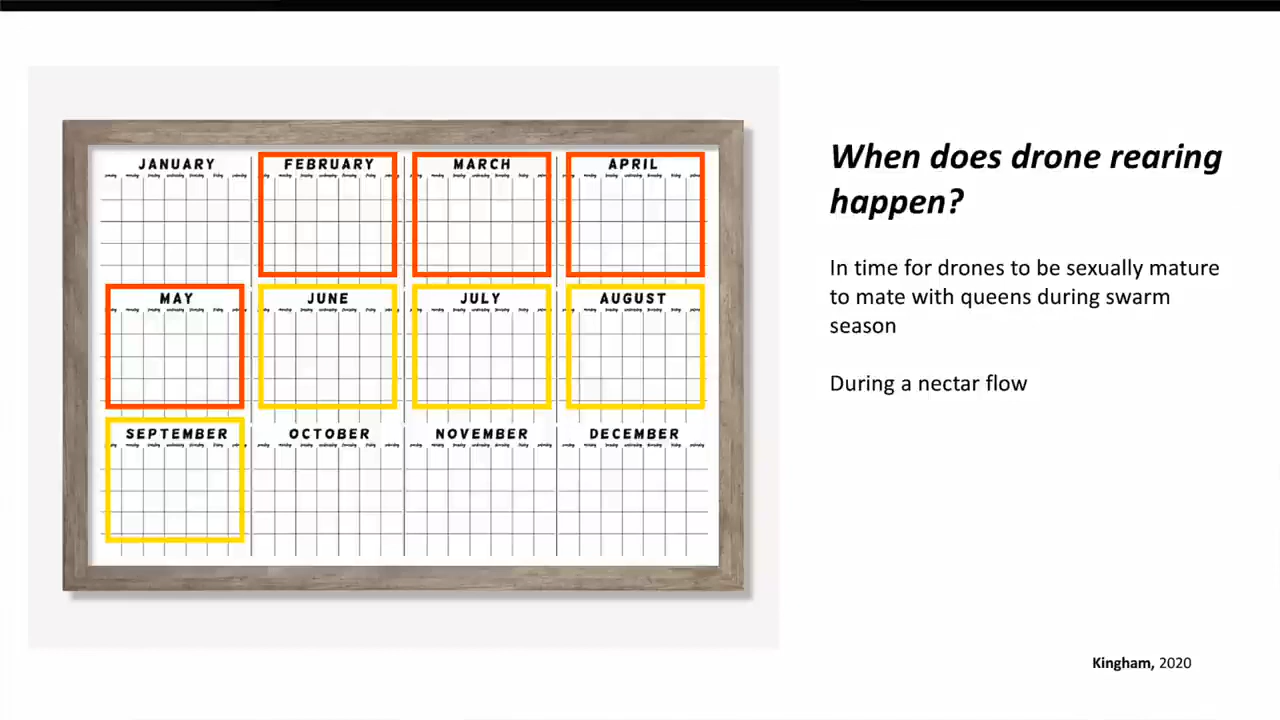 JANUARY
FEBRUARY
MARCH
APRIL
MAY
JUNE
JULY
AUGUST
SEPTEMBER
OCTOBER
NOVEMBER
DECEMBER
When does drone rearing
happen?
In time for drones to be sexually mature
to mate with queens during swarm
season
During a nectar flow
Kingham, 2020